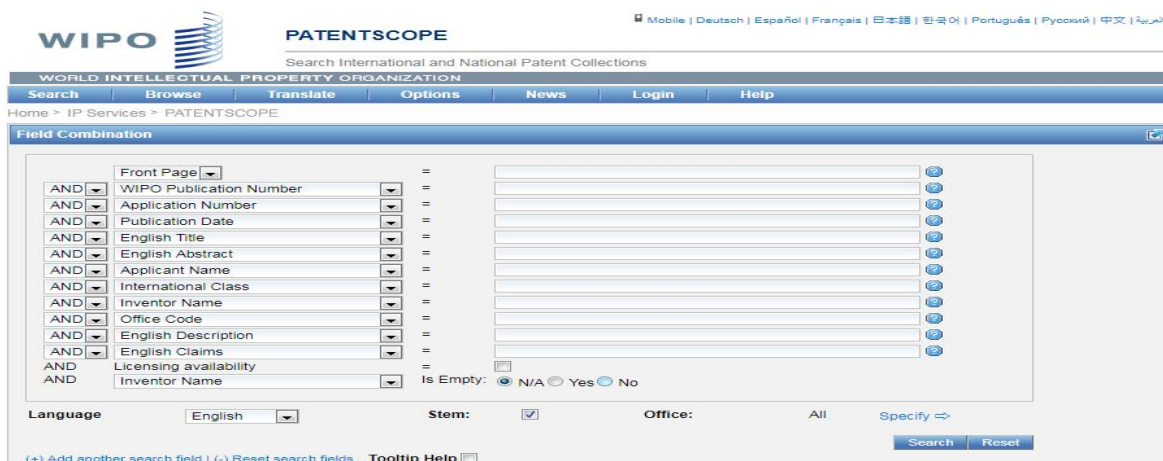 Mobile | Deutsch | Español | Français | 日本語 | 한국어 | Português | Русский | 中文 | العربية
WIPO
PATENTSCOPE
Search International and National Patent Collections
WORLD INTELLECTUAL PROPERTY ORGANIZATION
Search Browse Translate Options News Login Help
Home > IP Services > PATENTSCOPE
Field Combination
Front Page =
AND WIPO Publication Number =
AND Application Number =
AND Publication Date =
AND English Title =
AND English Abstract =
AND Applicant Name =
AND International Class =
AND Inventor Name =
AND Office Code =
AND English Description =
AND English Claims =
AND Licensing availability =
AND Inventor Name Is Empty: N/A Yes No
Language English Stem: Office: All Specify ⇨
Search Reset
(+) Add another search field | (-) Reset search fields Tooltip Help